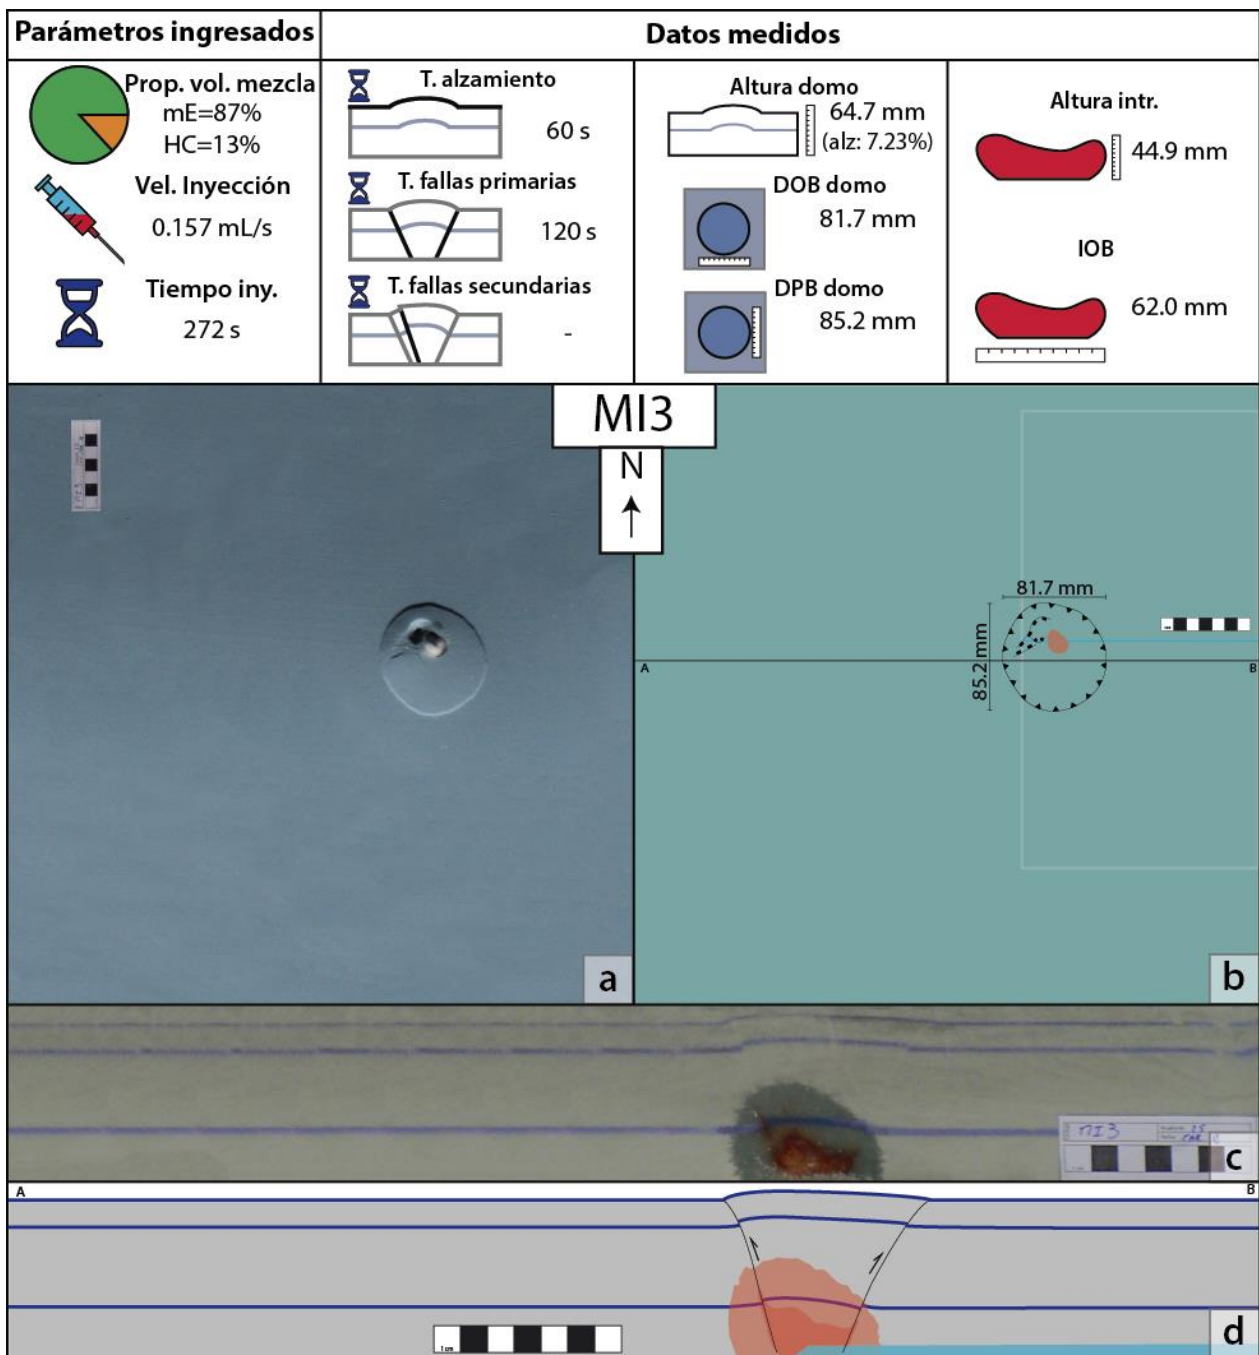 Parámetros ingresados
Datos medidos
Prop. vol. mezcla
mE=87%
HC=13%
Vel. Inyección
0.157 mL/s
Tiempo iny.
272 s
T. alzamiento
60 s
T. fallas primarias
120 s
T. fallas secundarias
-
Altura domo
64.7 mm
(alz: 7.23%)
DOB domo
81.7 mm
DPB domo
85.2 mm
Altura intr.
44.9 mm
IOB
62.0 mm
MI3
N
a
81.7 mm
85.2 mm
A
B
b
MI3
c
A
B
1 cm
d